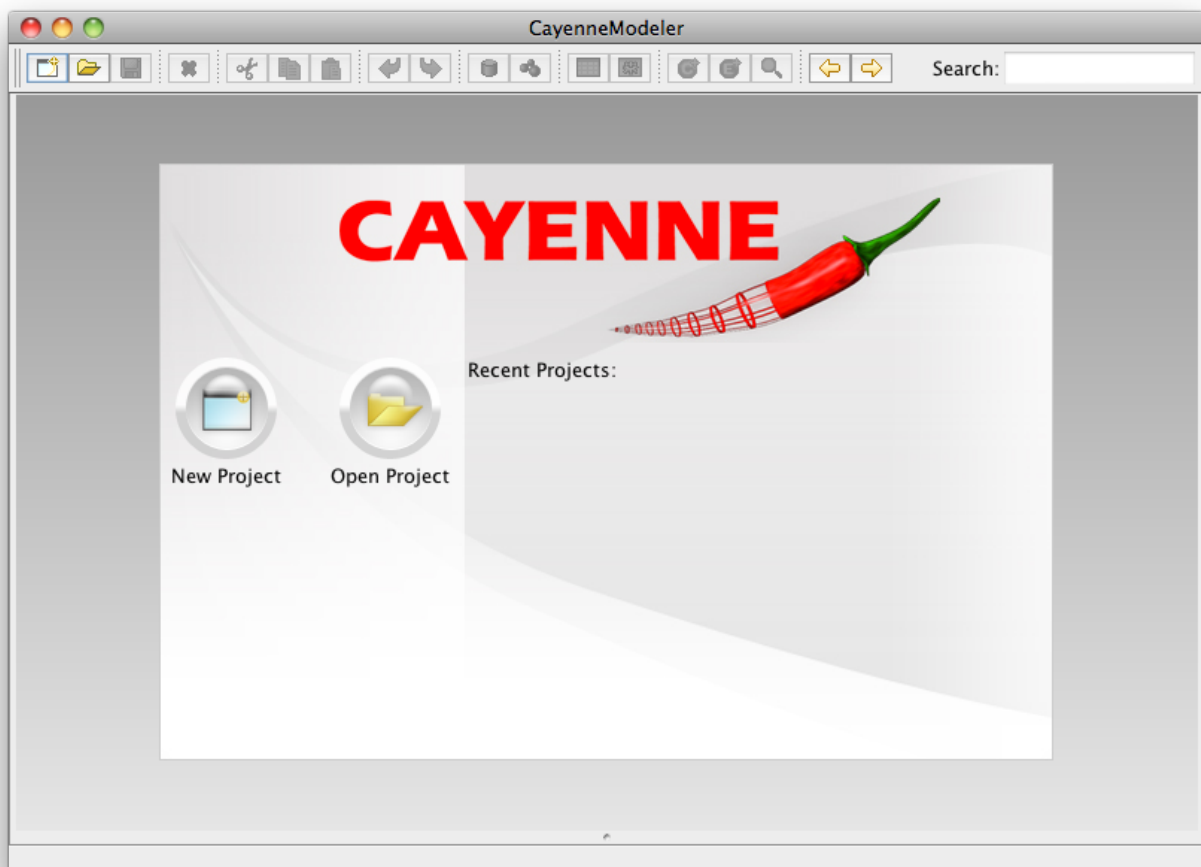 CayenneModeler
Search:
CAYENNE
Recent Projects:
New Project
Open Project